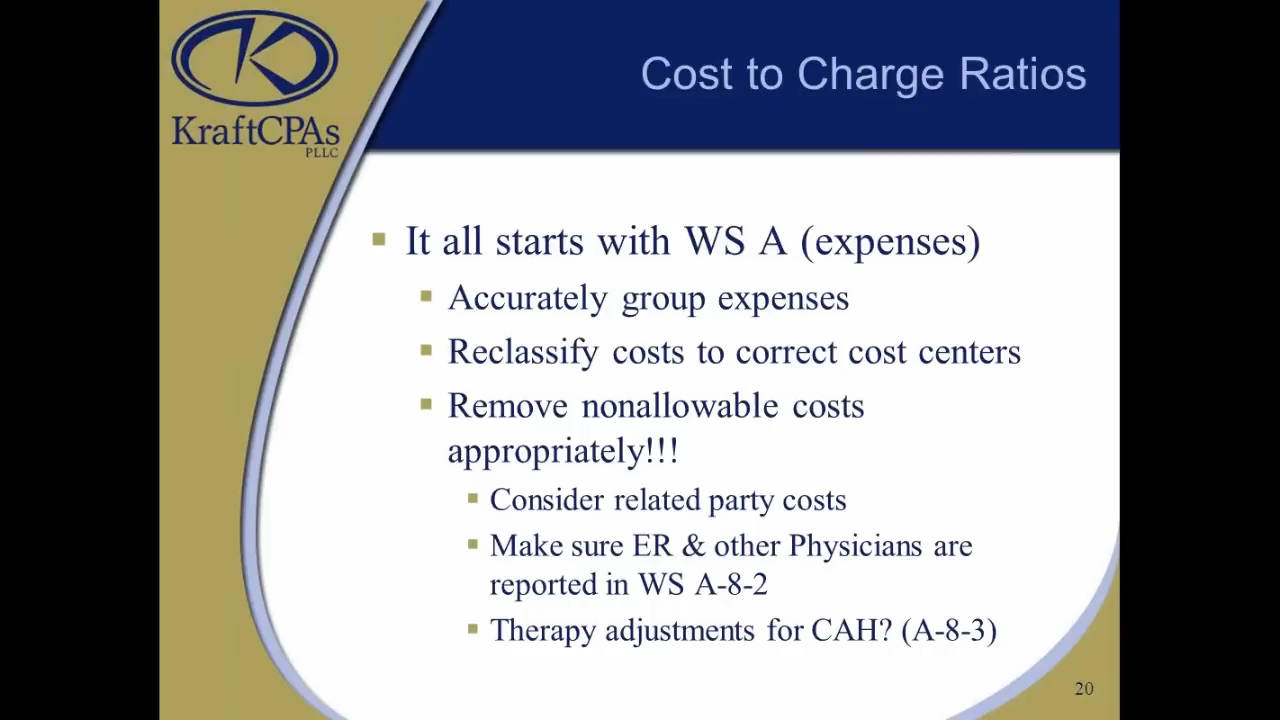 KraftCPAs
PLLC
Cost to Charge Ratios
It all starts with WS A (expenses)
Accurately group expenses
Reclassify costs to correct cost centers
Remove nonallowable costs
appropriately!!!
Consider related party costs
Make sure ER & other Physicians are
reported in WS A-8-2
Therapy adjustments for CAH? (A-8-3)
20